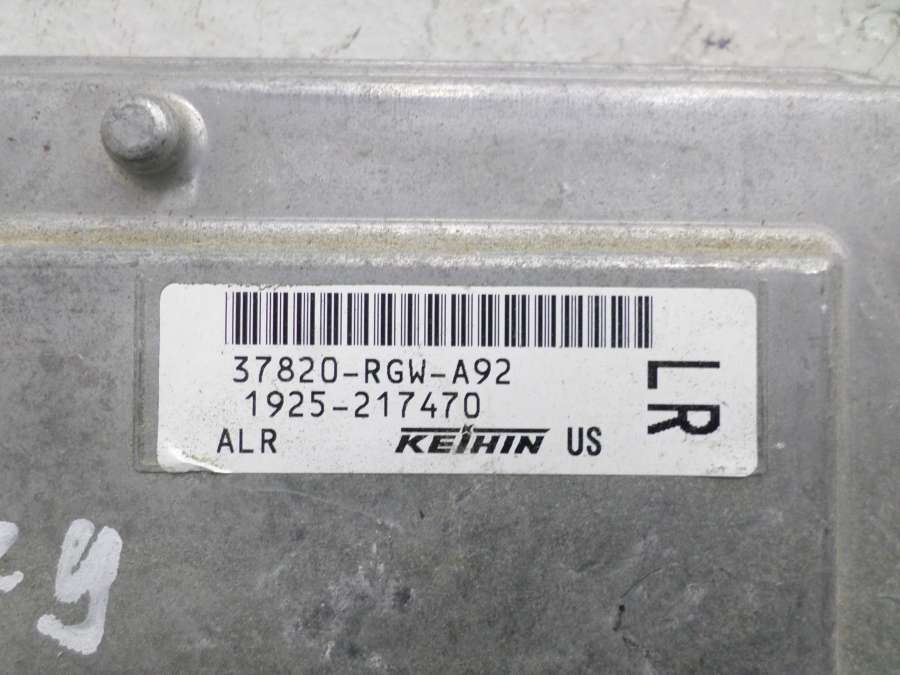 37820-RGW-A92
1925-217470
ALR KEIHIN US
LR
y